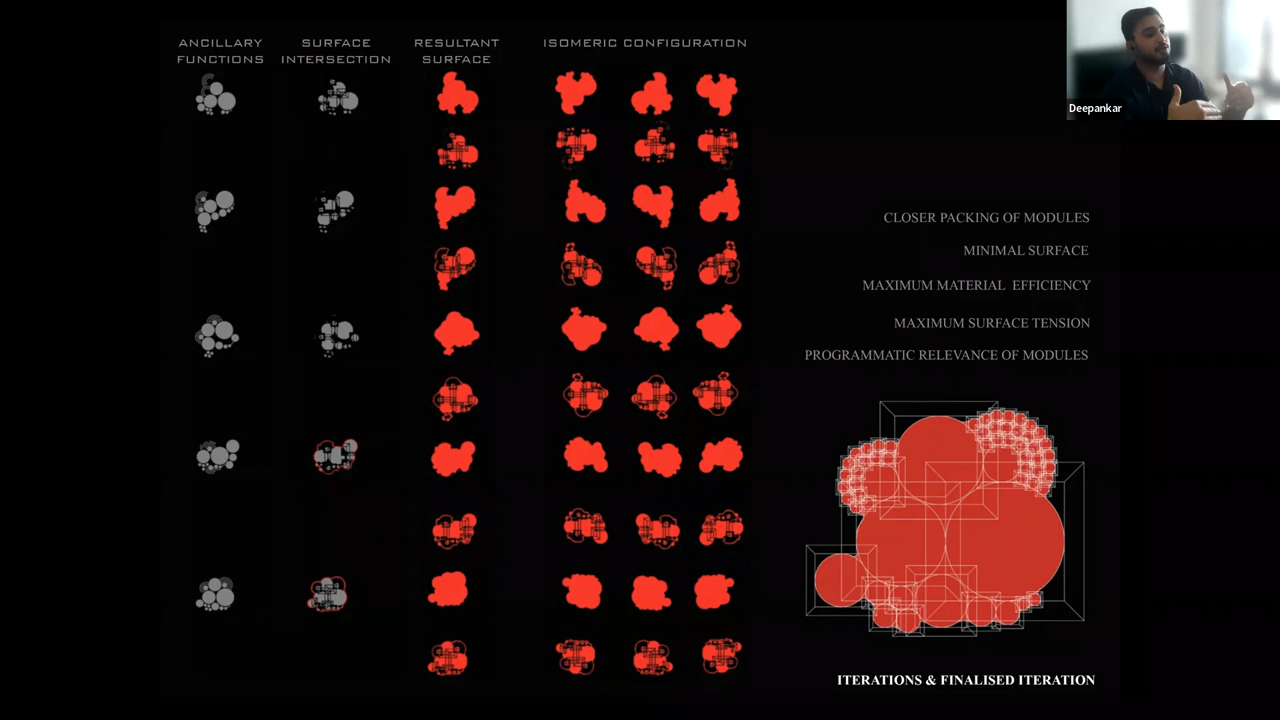 ANCILLARY
FUNCTIONS
SURFACE
INTERSECTION
RESULTANT
SURFACE
ISOMERIC CONFIGURATION
Deepankar
CLOSER PACKING OF MODULES
MINIMAL SURFACE
MAXIMUM MATERIAL EFFICIENCY
MAXIMUM SURFACE TENSION
PROGRAMMATIC RELEVANCE OF MODULES
ITERATIONS & FINALISED ITERATION